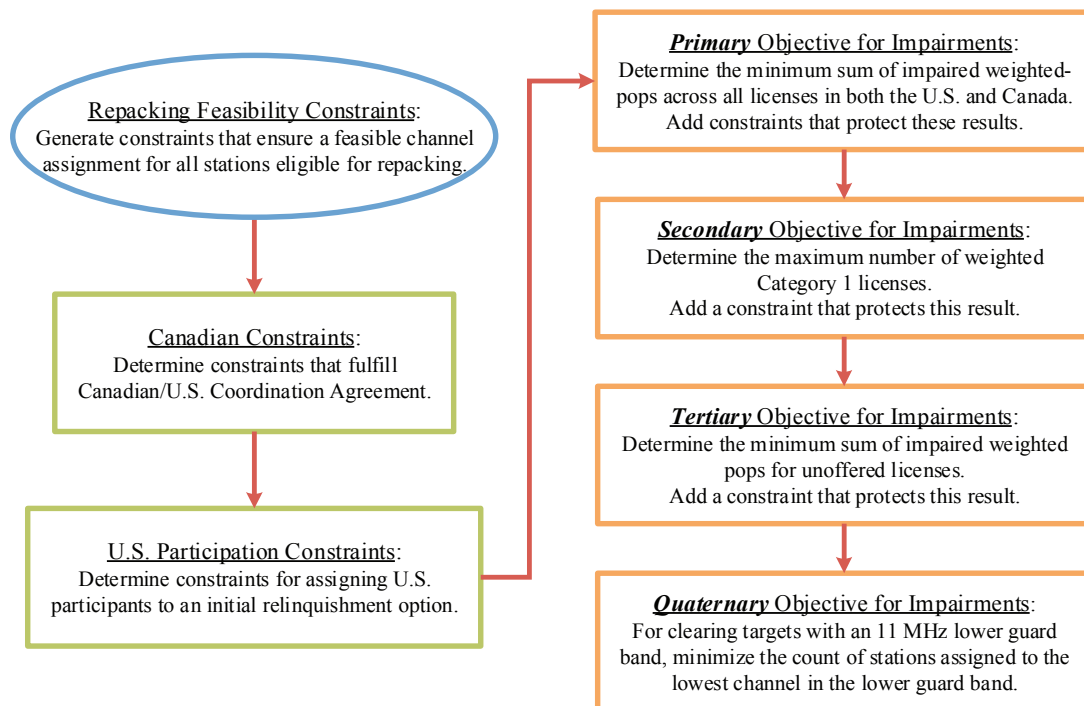 Repacking Feasibility Constraints:
Generate constraints that ensure a feasible channel
assignment for all stations eligible for repacking.
Canadian Constraints:
Determine constraints that fulfill
Canadian/U.S. Coordination Agreement.
U.S. Participation Constraints:
Determine constraints for assigning U.S.
participants to an initial relinquishment option.
Primary Objective for Impairments:
Determine the minimum sum of impaired weighted-
pops across all licenses in both the U.S. and Canada.
Add constraints that protect these results.
Secondary Objective for Impairments:
Determine the maximum number of weighted
Category 1 licenses.
Add a constraint that protects this result.
Tertiary Objective for Impairments:
Determine the minimum sum of impaired weighted
pops for unoffered licenses.
Add a constraint that protects this result.
Quaternary Objective for Impairments:
For clearing targets with an 11 MHz lower guard
band, minimize the count of stations assigned to the
lowest channel in the lower guard band.